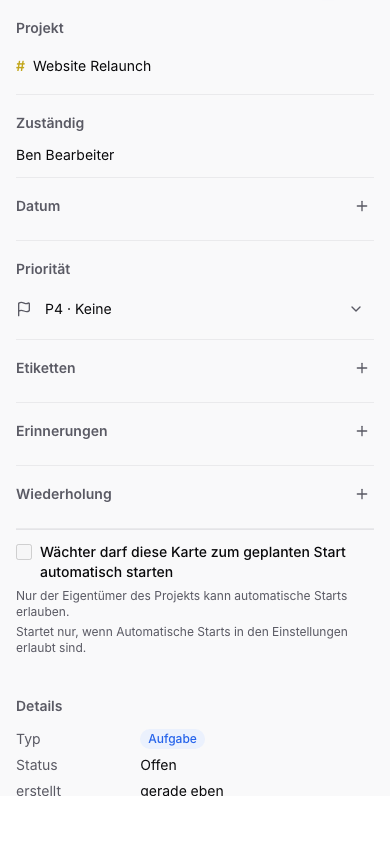 Projekt
# Website Relaunch
Zuständig
Ben Bearbeiter
Datum
Priorität
P4 · Keine
Etiketten
Erinnerungen
Wiederholung
Wächter darf diese Karte zum geplanten Start
automatisch starten
Nur der Eigentümer des Projekts kann automatische Starts
erlauben.
Startet nur, wenn Automatische Starts in den Einstellungen
erlaubt sind.
Details
Typ Aufgabe
Status Offen
erstellt gerade eben